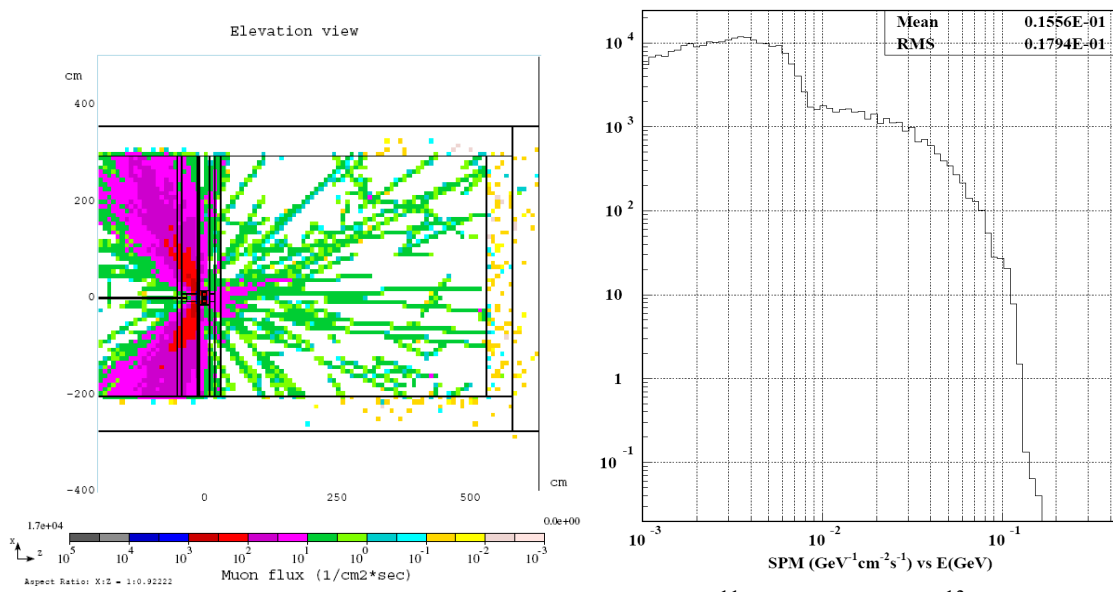 Elevation view
cm
400
200
0
−200
−400
0
250
500
cm
1.7e+04
0.0e+00
10^5 10^4 10^3 10^2 10^1 10^0 10^-1 10^-2 10^-3
x
z
Muon flux (1/cm2*sec)
Aspect Ratio: X:Z = 1:0.92222
Mean 0.1556E-01
RMS 0.1794E-01
10^4
10^3
10^2
10
1
10^-1
10^-3 10^-2 10^-1
SPM (GeV^-1cm^-2s^-1) vs E(GeV)